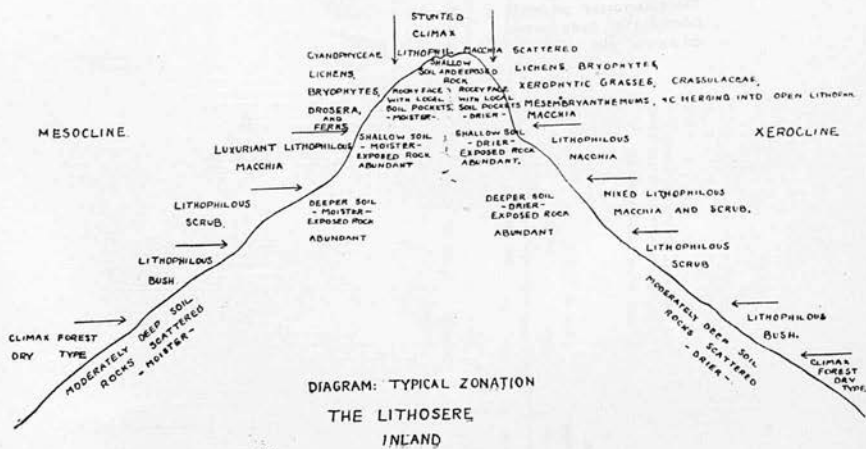 STUNTED
CLIMAX
LITHOPHIL- MACCHIA SCATTERED
CYANOPHYCEAE
LICHENS,
BRYOPHYTES,
DROSERA,
AND
FERNS
SHALLOW
SOIL AND EXPOSED
ROCK
ROCKY FACE
WITH LOCAL
SOIL POCKETS
-MOISTER-
ROCKY FACE
WITH LOCAL
SOIL POCKETS
-DRIER-
LICHENS, BRYOPHYTES,
XEROPHYTIC GRASSES, CRASSULACEAE,
MESEMBRYANTHEMUMS, &C MERGING INTO OPEN LITHOPHIL
MACCHIA
MESOCLINE
XEROCLINE
LUXURIANT LITHOPHILOUS
MACCHIA
SHALLOW SOIL
-MOISTER-
EXPOSED ROCK
ABUNDANT
SHALLOW SOIL
-DRIER-
EXPOSED ROCK
ABUNDANT.
LITHOPHILOUS
MACCHIA
LITHOPHILOUS
SCRUB.
DEEPER SOIL
-MOISTER-
EXPOSED ROCK
ABUNDANT
DEEPER SOIL
-DRIER-
EXPOSED ROCK
ABUNDANT
MIXED LITHOPHILOUS
MACCHIA AND SCRUB.
LITHOPHILOUS
BUSH.
LITHOPHILOUS
SCRUB
CLIMAX FOREST
DRY TYPE
MODERATELY DEEP SOIL
ROCKS SCATTERED
-MOISTER-
MODERATELY DEEP SOIL
ROCKS SCATTERED
-DRIER-
LITHOPHILOUS
BUSH.
CLIMAX
FOREST
DRY
TYPE
DIAGRAM: TYPICAL ZONATION
THE LITHOSERE
INLAND